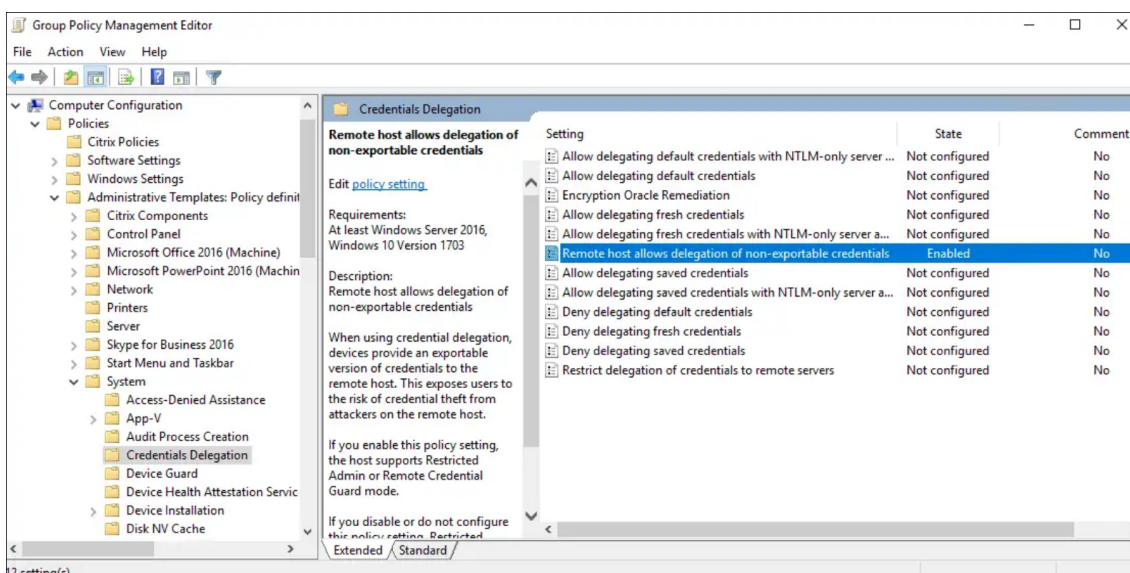 Group Policy Management Editor
File Action View Help
Computer Configuration
Policies
Citrix Policies
Software Settings
Windows Settings
Administrative Templates: Policy definit
Citrix Components
Control Panel
Microsoft Office 2016 (Machine)
Microsoft PowerPoint 2016 (Machin
Network
Printers
Server
Skype for Business 2016
Start Menu and Taskbar
System
Access-Denied Assistance
App-V
Audit Process Creation
Credentials Delegation
Device Guard
Device Health Attestation Servic
Device Installation
Disk NV Cache
Credentials Delegation
Remote host allows delegation of
non-exportable credentials
Edit policy setting
Requirements:
At least Windows Server 2016,
Windows 10 Version 1703
Description:
Remote host allows delegation of
non-exportable credentials
When using credential delegation,
devices provide an exportable
version of credentials to the
remote host. This exposes users to
the risk of credential theft from
attackers on the remote host.
If you enable this policy setting,
the host supports Restricted
Admin or Remote Credential
Guard mode.
If you disable or do not configure
this policy setting, Restricted
Setting State Comment
Allow delegating default credentials with NTLM-only server ... Not configured No
Allow delegating default credentials Not configured No
Encryption Oracle Remediation Not configured No
Allow delegating fresh credentials Not configured No
Allow delegating fresh credentials with NTLM-only server a... Not configured No
Remote host allows delegation of non-exportable credentials Enabled No
Allow delegating saved credentials Not configured No
Allow delegating saved credentials with NTLM-only server a... Not configured No
Deny delegating default credentials Not configured No
Deny delegating fresh credentials Not configured No
Deny delegating saved credentials Not configured No
Restrict delegation of credentials to remote servers Not configured No
Extended Standard
12 setting(s)